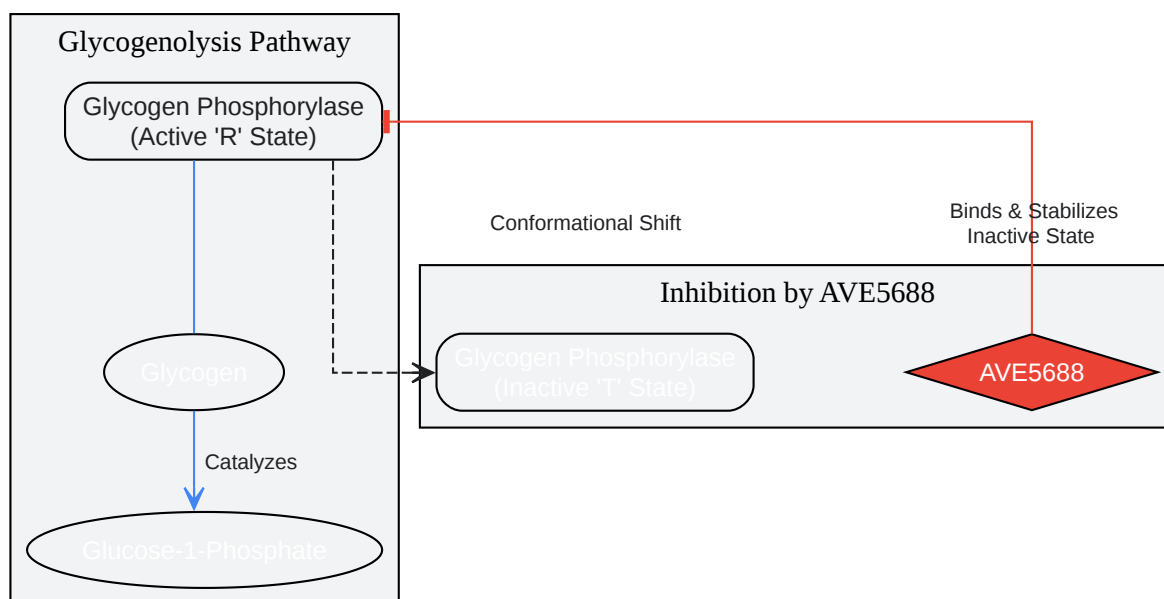 Glycogenolysis Pathway
Glycogen Phosphorylase
(Active 'R' State)
Conformational Shift
Binds & Stabilizes
Inactive State
Inhibition by AVE5688
Glycogen
Glycogen Phosphorylase
(Inactive 'T' State)
AVE5688
Catalyzes
Glucose-1-Phosphate